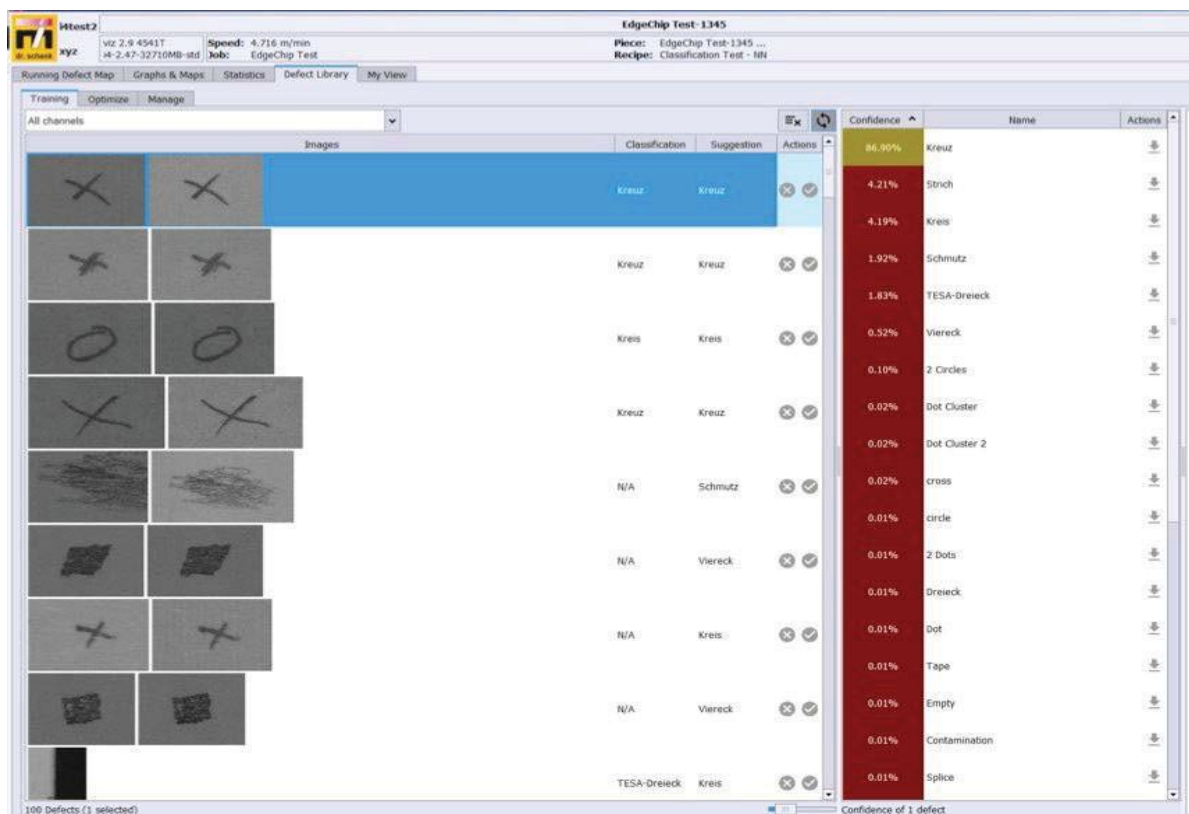 i4test2
EdgeChip Test-1345
dr. schenk
xyz
viz 2.9 4541T
i4-2.47-32710MB-std
Speed: 4.716 m/min
Job: EdgeChip Test
Piece: EdgeChip Test-1345 ...
Recipe: Classification Test - NN
Running Defect Map Graphs & Maps Statistics Defect Library My View
Training Optimize Manage
All channels
Images Classification Suggestion Actions
Kreuz Kreuz
Kreuz Kreuz
Kreis Kreis
Kreuz Kreuz
N/A Schmutz
N/A Viereck
N/A Kreis
N/A Viereck
TESA-Dreieck Kreis
100 Defects (1 selected)
Confidence Name Actions
86.90% Kreuz
4.21% Strich
4.19% Kreis
1.92% Schmutz
1.83% TESA-Dreieck
0.52% Viereck
0.10% 2 Circles
0.02% Dot Cluster
0.02% Dot Cluster 2
0.02% cross
0.01% circle
0.01% 2 Dots
0.01% Dreieck
0.01% Dot
0.01% Tape
0.01% Empty
0.01% Contamination
0.01% Splice
Confidence of 1 defect